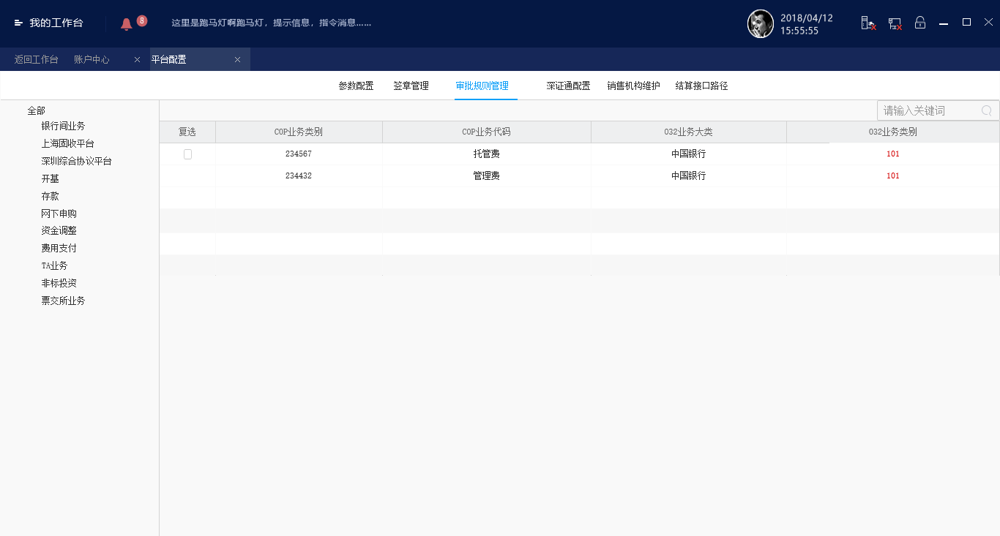 我的工作台
8
这里是跑马灯啊跑马灯，提示信息，指令消息......
2018/04/12
15:55:55
返回工作台 账户中心 平台配置
参数配置 签章管理 审批规则管理 深证通配置 销售机构维护 结算接口路径
全部
银行间业务
上海固收平台
深圳综合协议平台
开基
存款
网下申购
资金调整
费用支付
TA业务
非标投资
票交所业务
请输入关键词
复选 COP业务类别 COP业务代码 032业务大类 032业务类别
234567 托管费 中国银行 101
234432 管理费 中国银行 101